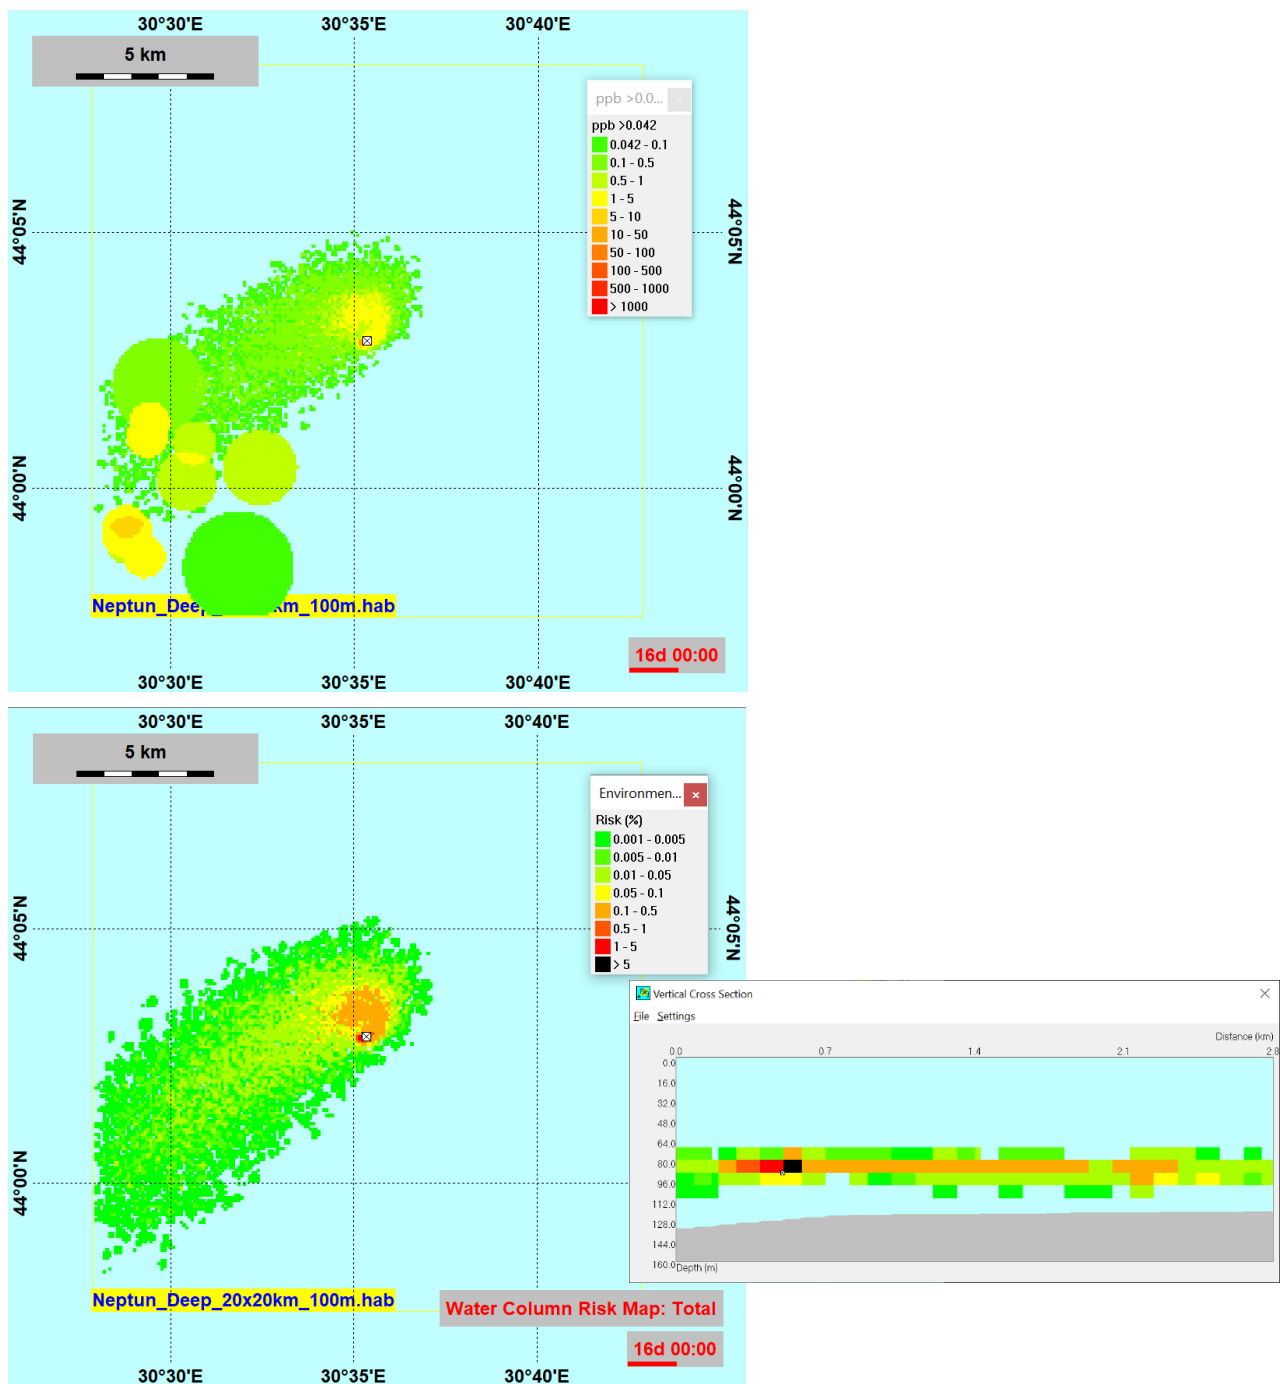 30°30'E 30°35'E 30°40'E
5 km
ppb >0.0...
ppb >0.042
0.042 - 0.1
0.1 - 0.5
0.5 - 1
1 - 5
5 - 10
10 - 50
50 - 100
100 - 500
500 - 1000
> 1000
44°05'N 44°05'N
44°00'N 44°00'N
Neptun_Deep km_100m.hab
16d 00:00
30°30'E 30°35'E 30°40'E
30°30'E 30°35'E 30°40'E
5 km
Environmen...
Risk (%)
0.001 - 0.005
0.005 - 0.01
0.01 - 0.05
0.05 - 0.1
0.1 - 0.5
0.5 - 1
1 - 5
> 5
44°05'N 44°05'N
44°00'N
Vertical Cross Section
File Settings
Distance (km)
0.0 0.7 1.4 2.1 2.8
0.0
16.0
32.0
48.0
64.0
80.0
96.0
112.0
128.0
144.0
160.0 Depth (m)
Neptun_Deep_20x20km_100m.hab
Water Column Risk Map: Total
16d 00:00
30°30'E 30°35'E 30°40'E